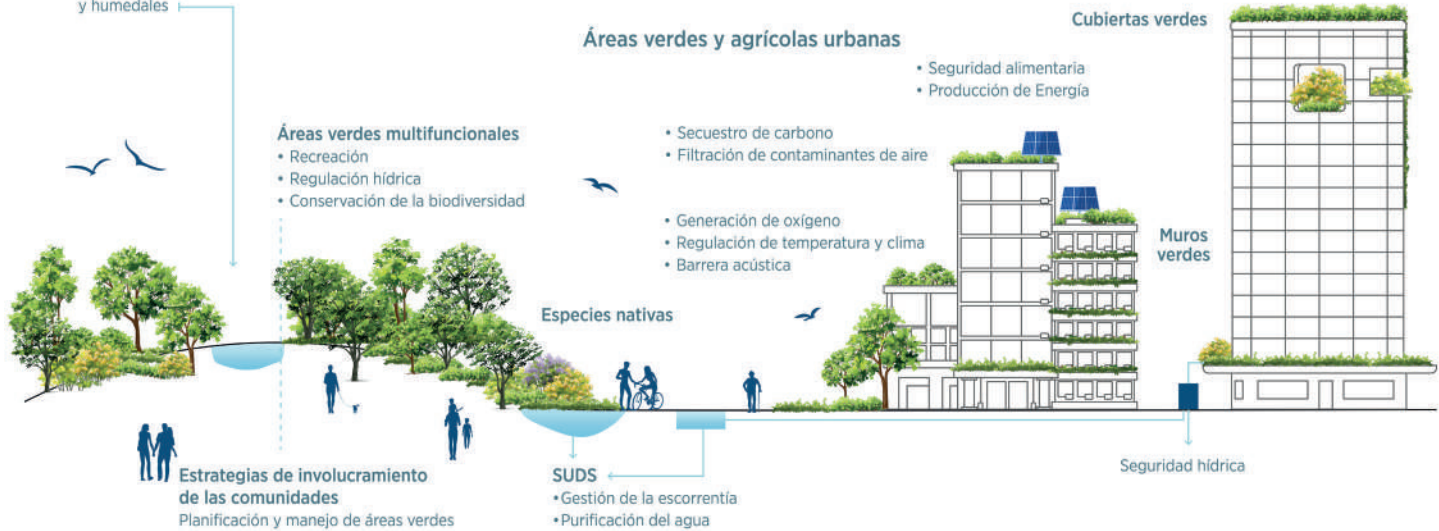 y humedales
Áreas verdes y agrícolas urbanas
Cubiertas verdes
• Seguridad alimentaria
• Producción de Energía
Áreas verdes multifuncionales
• Recreación
• Regulación hídrica
• Conservación de la biodiversidad
• Secuestro de carbono
• Filtración de contaminantes de aire
• Generación de oxígeno
• Regulación de temperatura y clima
• Barrera acústica
Muros
verdes
Especies nativas
Estrategias de involucramiento
de las comunidades
Planificación y manejo de áreas verdes
SUDS
•Gestión de la escorrentía
•Purificación del agua
Seguridad hídrica